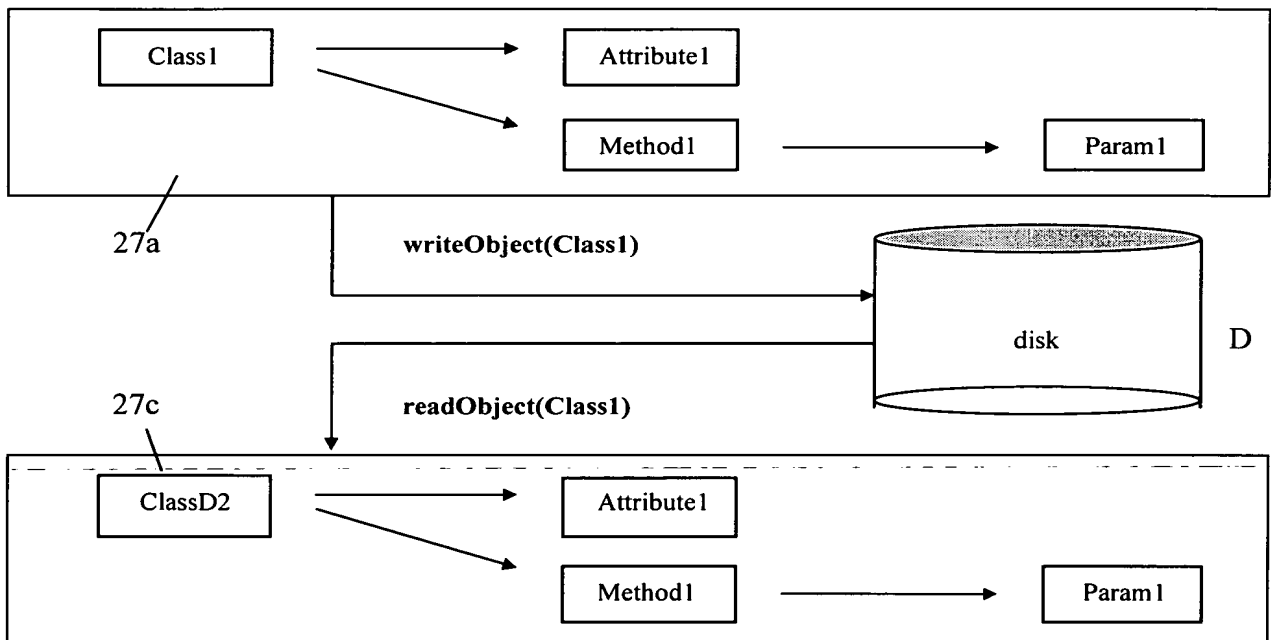 Class1
Attribute1
Method1
Param1
27a
writeObject(Class1)
disk
D
27c
readObject(Class1)
ClassD2
Attribute1
Method1
Param1